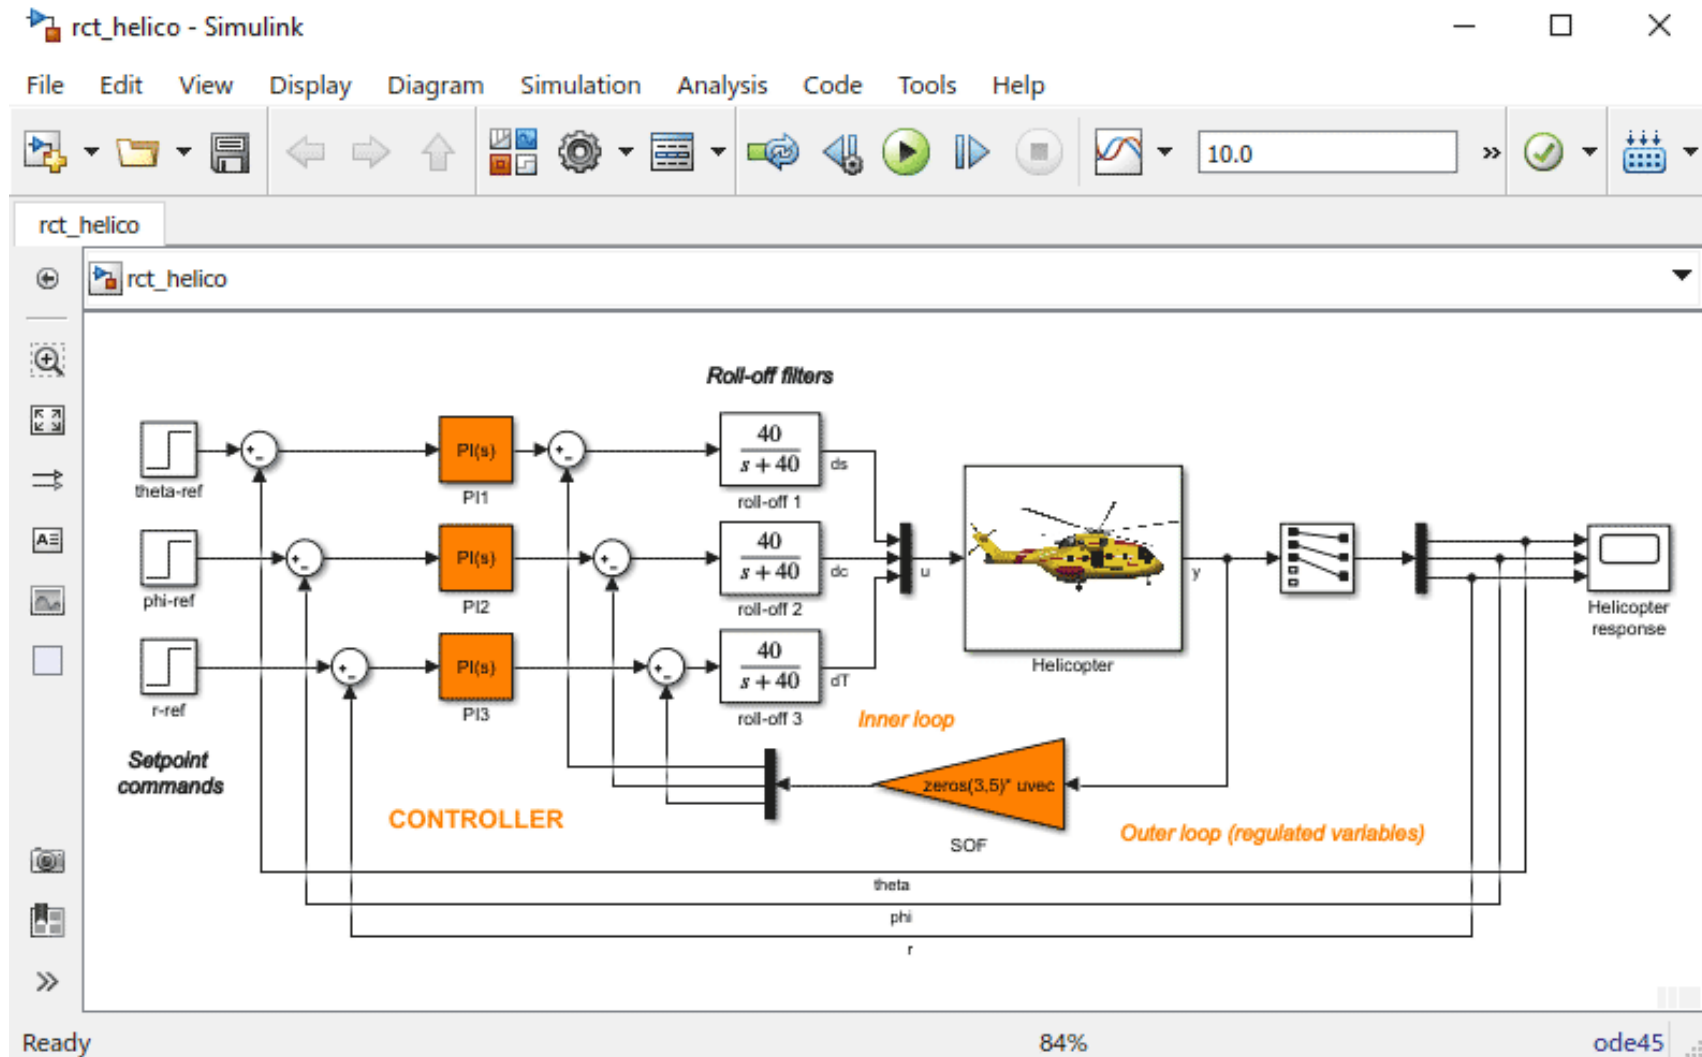 rct_helico - Simulink
File Edit View Display Diagram Simulation Analysis Code Tools Help
10.0
rct_helico
rct_helico
Roll-off filters
theta-ref
PI(s)
PI1
40
s + 40
ds
roll-off 1
phi-ref
PI(s)
PI2
40
s + 40
dc
roll-off 2
u
Helicopter
y
Helicopter
response
r-ref
PI(s)
PI3
40
s + 40
dT
roll-off 3
Inner loop
Setpoint
commands
CONTROLLER
zeros(3,5)* uvec
SOF
Outer loop (regulated variables)
theta
phi
r
Ready 84% ode45